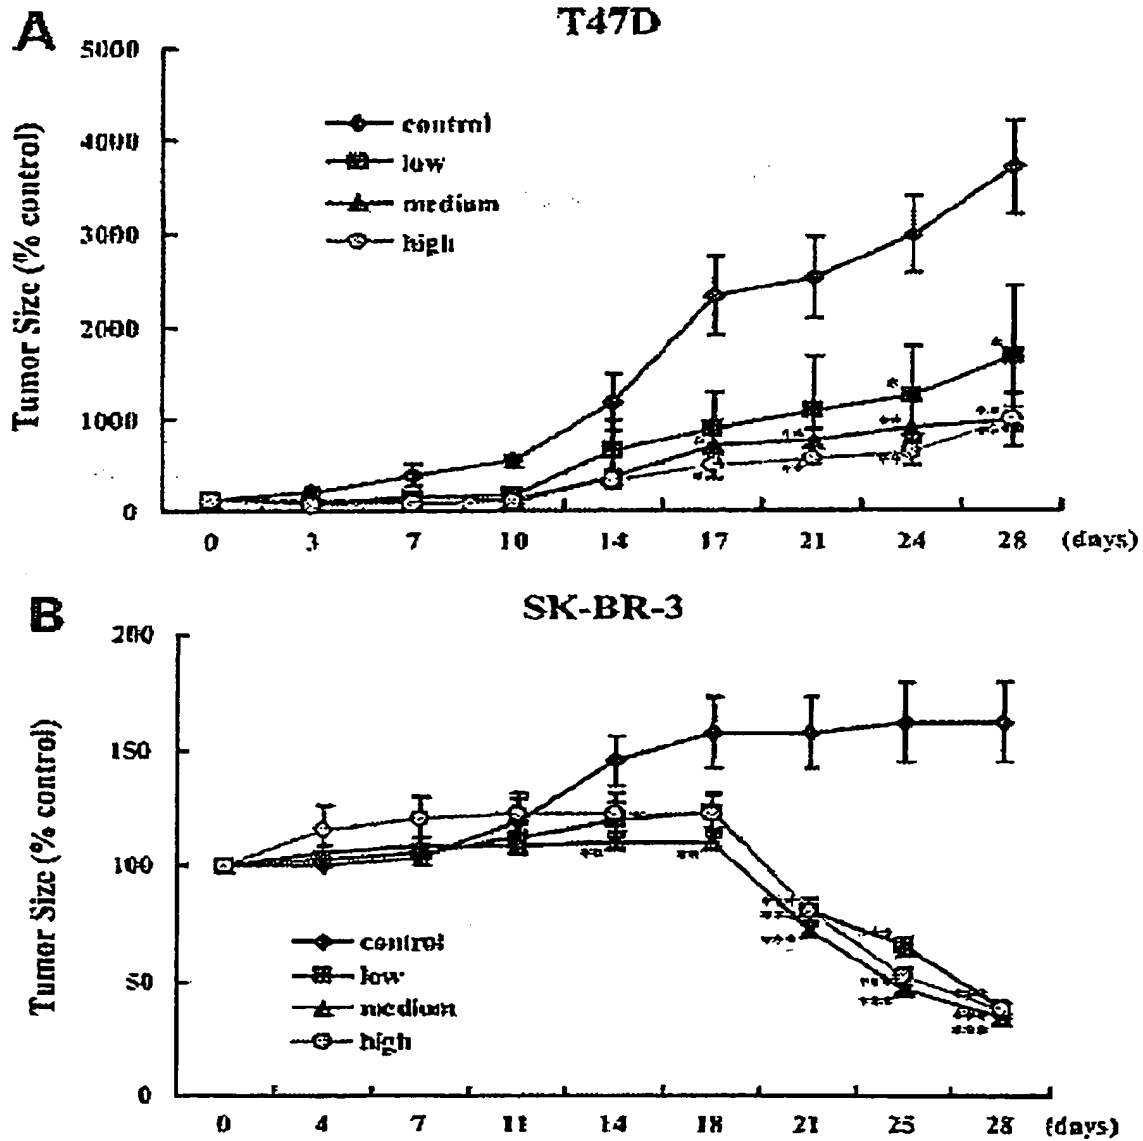 A
T47D
5000
4000
3000
2000
1000
0
Tumor Size (% control)
control
low
medium
high
0 3 7 10 14 17 21 24 28 (days)
B
SK-BR-3
200
150
100
50
0
Tumor Size (% control)
control
low
medium
high
0 4 7 11 14 18 21 25 28 (days)